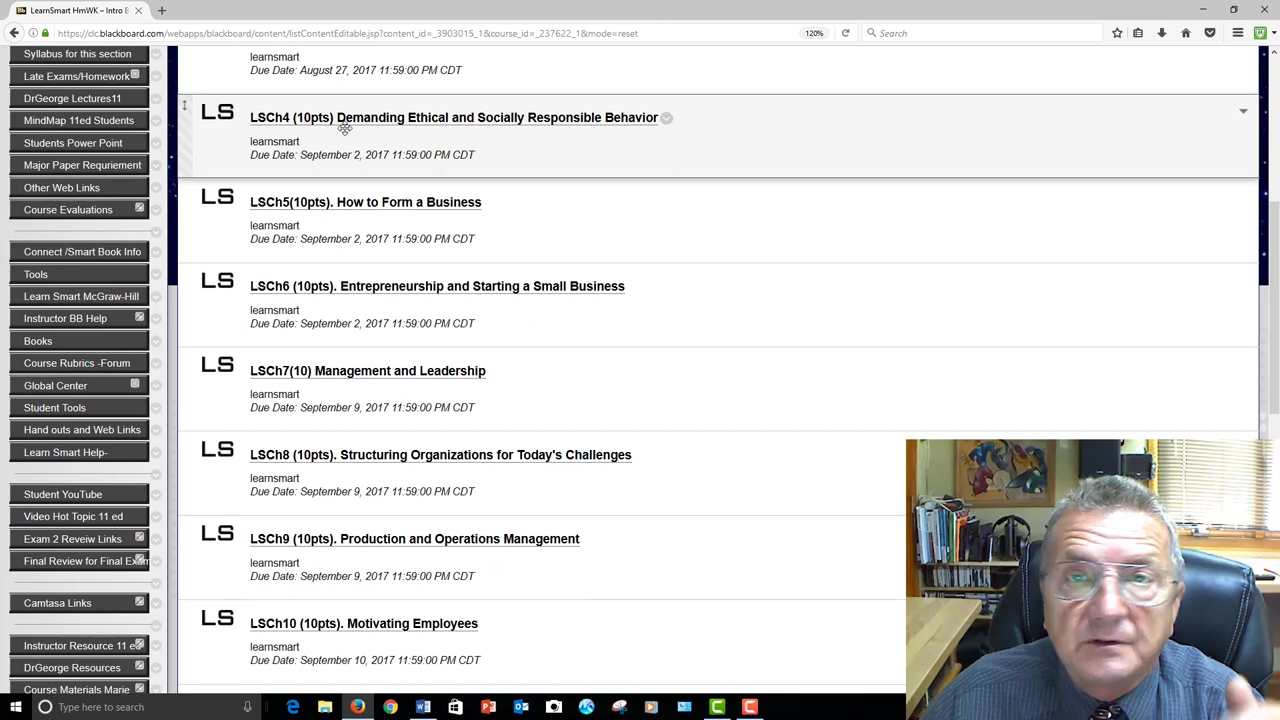 LearnSmart HmWK – Intro B
https://clc.blackboard.com/webapps/blackboard/content/listContentEditable.jsp?content_id=_3903015_1&course_id=_237622_1&mode=reset
120%
Search
Syllabus for this section
Late Exams/Homework
DrGeorge Lectures11
MindMap 11ed Students
Students Power Point
Major Paper Requriement
Other Web Links
Course Evaluations
Connect /Smart Book Info
Tools
Learn Smart McGraw-Hill
Instructor BB Help
Books
Course Rubrics -Forum
Global Center
Student Tools
Hand outs and Web Links
Learn Smart Help-
Student YouTube
Video Hot Topic 11 ed
Exam 2 Reveiw Links
Final Review for Final Exam
Camtasa Links
Instructor Resource 11 ed
DrGeorge Resources
Course Materials Marie
learnsmart
Due Date: August 27, 2017 11:59:00 PM CDT
LS
LSCh4 (10pts) Demanding Ethical and Socially Responsible Behavior
learnsmart
Due Date: September 2, 2017 11:59:00 PM CDT
LS
LSCh5(10pts). How to Form a Business
learnsmart
Due Date: September 2, 2017 11:59:00 PM CDT
LS
LSCh6 (10pts). Entrepreneurship and Starting a Small Business
learnsmart
Due Date: September 2, 2017 11:59:00 PM CDT
LS
LSCh7(10) Management and Leadership
learnsmart
Due Date: September 9, 2017 11:59:00 PM CDT
LS
LSCh8 (10pts). Structuring Organizations for Today's Challenges
learnsmart
Due Date: September 9, 2017 11:59:00 PM CDT
LS
LSCh9 (10pts). Production and Operations Management
learnsmart
Due Date: September 9, 2017 11:59:00 PM CDT
LS
LSCh10 (10pts). Motivating Employees
learnsmart
Due Date: September 10, 2017 11:59:00 PM CDT
Type here to search